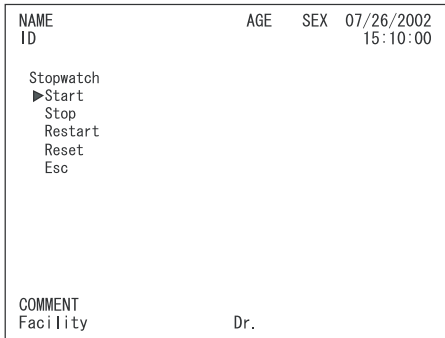 NAME AGE SEX 07/26/2002
ID 15:10:00
Stopwatch
▶Start
Stop
Restart
Reset
Esc
COMMENT
Facility Dr.